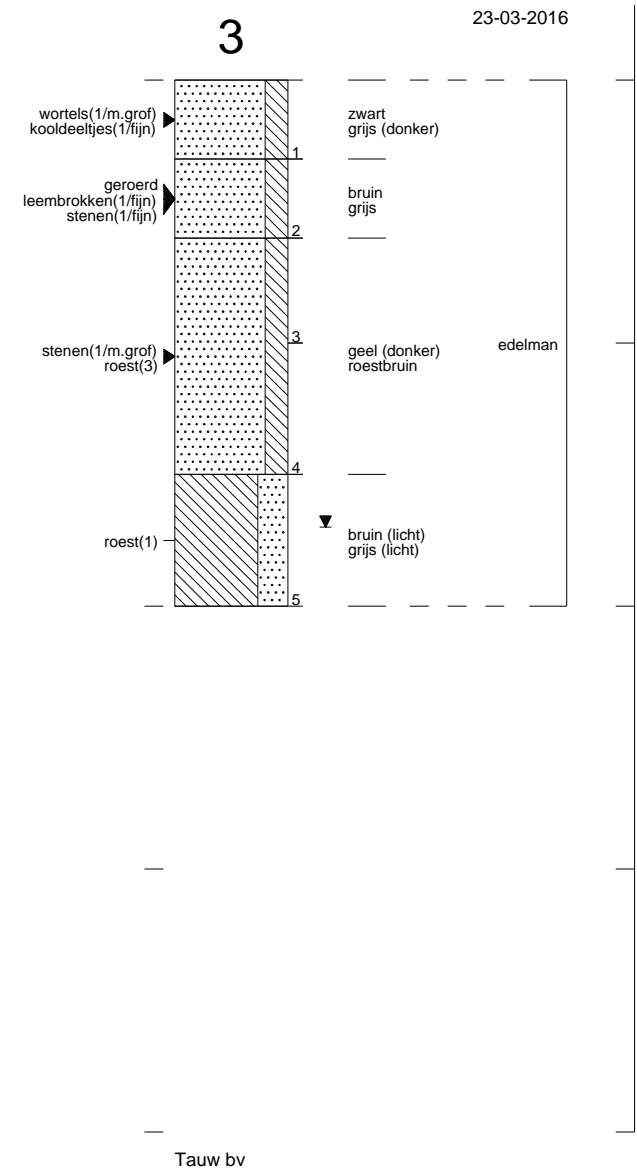 3
23-03-2016
wortels(1/m.grof)
kooldeeltjes(1/fijn)
zwart
grijs (donker)
1
geroerd
leembrokken(1/fijn)
stenen(1/fijn)
bruin
grijs
2
3
stenen(1/m.grof)
roest(3)
geel (donker)
roestbruin
edelman
4
roest(1)
bruin (licht)
grijs (licht)
5
Tauw bv